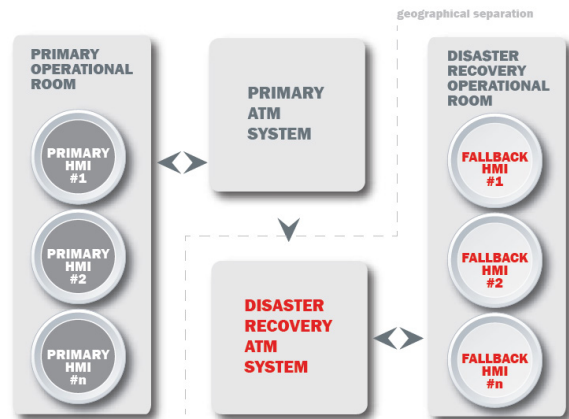 geographical separation
PRIMARY
OPERATIONAL
ROOM
PRIMARY
HMI
#1
PRIMARY
HMI
#2
PRIMARY
HMI
#n
PRIMARY
ATM
SYSTEM
DISASTER
RECOVERY
ATM
SYSTEM
DISASTER
RECOVERY
OPERATIONAL
ROOM
FALLBACK
HMI
#1
FALLBACK
HMI
#2
FALLBACK
HMI
#n